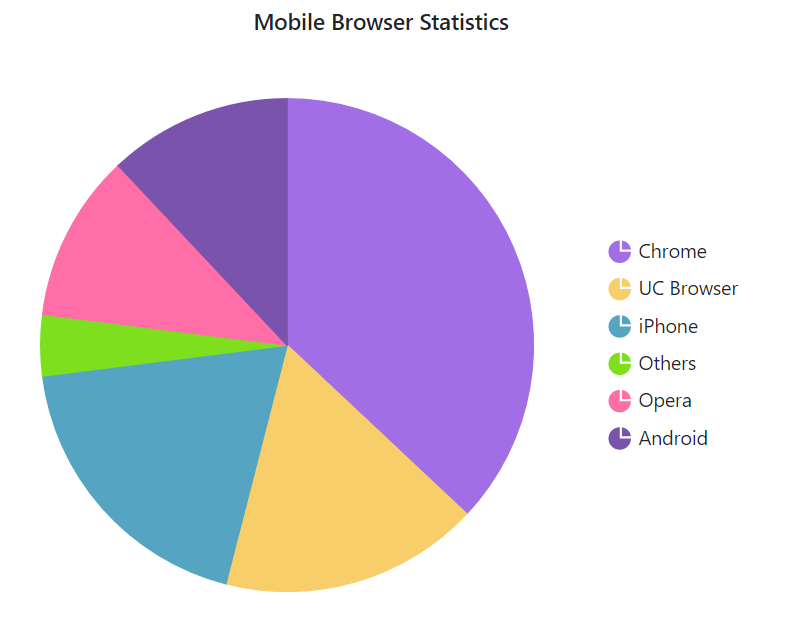 Mobile Browser Statistics
Chrome
UC Browser
iPhone
Others
Opera
Android